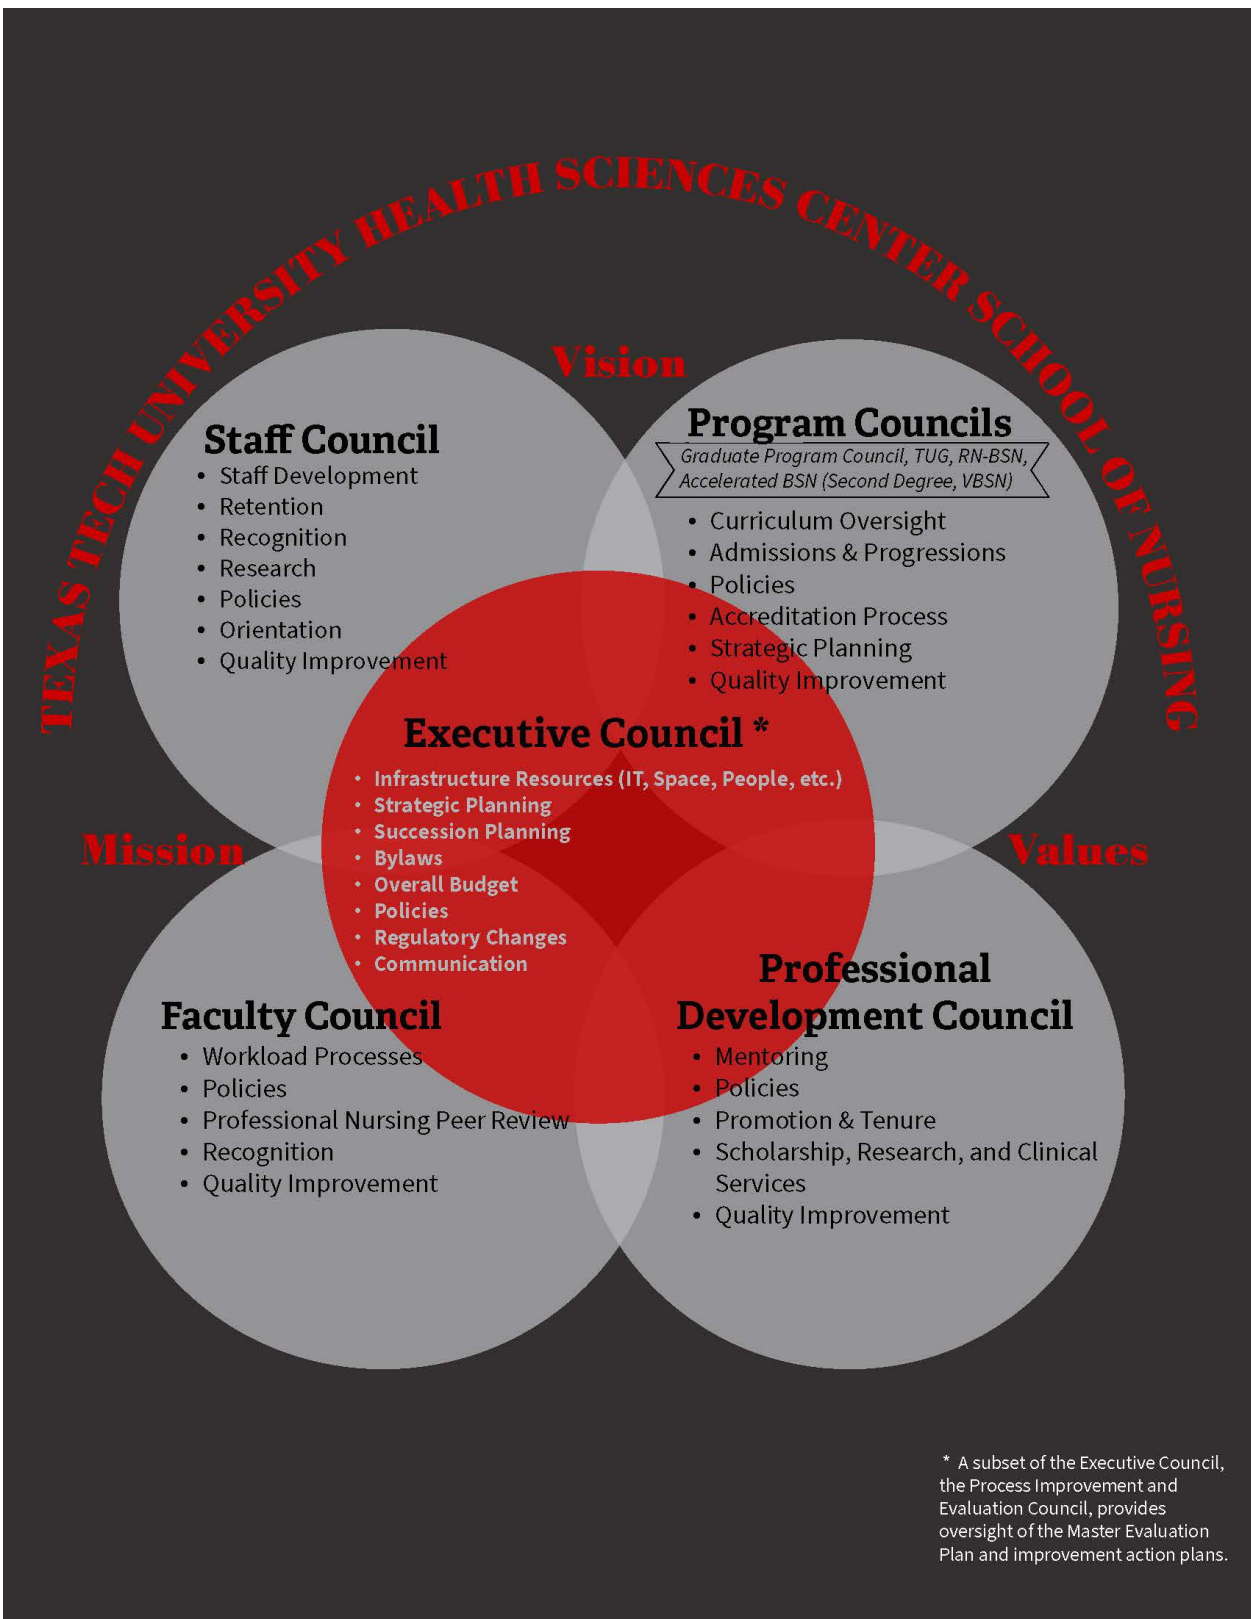 TEXAS TECH UNIVERSITY HEALTH SCIENCES CENTER SCHOOL OF NURSING
Vision
Staff Council
• Staff Development
• Retention
• Recognition
• Research
• Policies
• Orientation
• Quality Improvement
Program Councils
Graduate Program Council, TUG, RN-BSN,
Accelerated BSN (Second Degree, VBSN)
• Curriculum Oversight
• Admissions & Progressions
• Policies
• Accreditation Process
• Strategic Planning
• Quality Improvement
Executive Council *
• Infrastructure Resources (IT, Space, People, etc.)
• Strategic Planning
• Succession Planning
• Bylaws
• Overall Budget
• Policies
• Regulatory Changes
• Communication
Mission
Values
Faculty Council
• Workload Processes
• Policies
• Professional Nursing Peer Review
• Recognition
• Quality Improvement
Professional
Development Council
• Mentoring
• Policies
• Promotion & Tenure
• Scholarship, Research, and Clinical
Services
• Quality Improvement
* A subset of the Executive Council,
the Process Improvement and
Evaluation Council, provides
oversight of the Master Evaluation
Plan and improvement action plans.